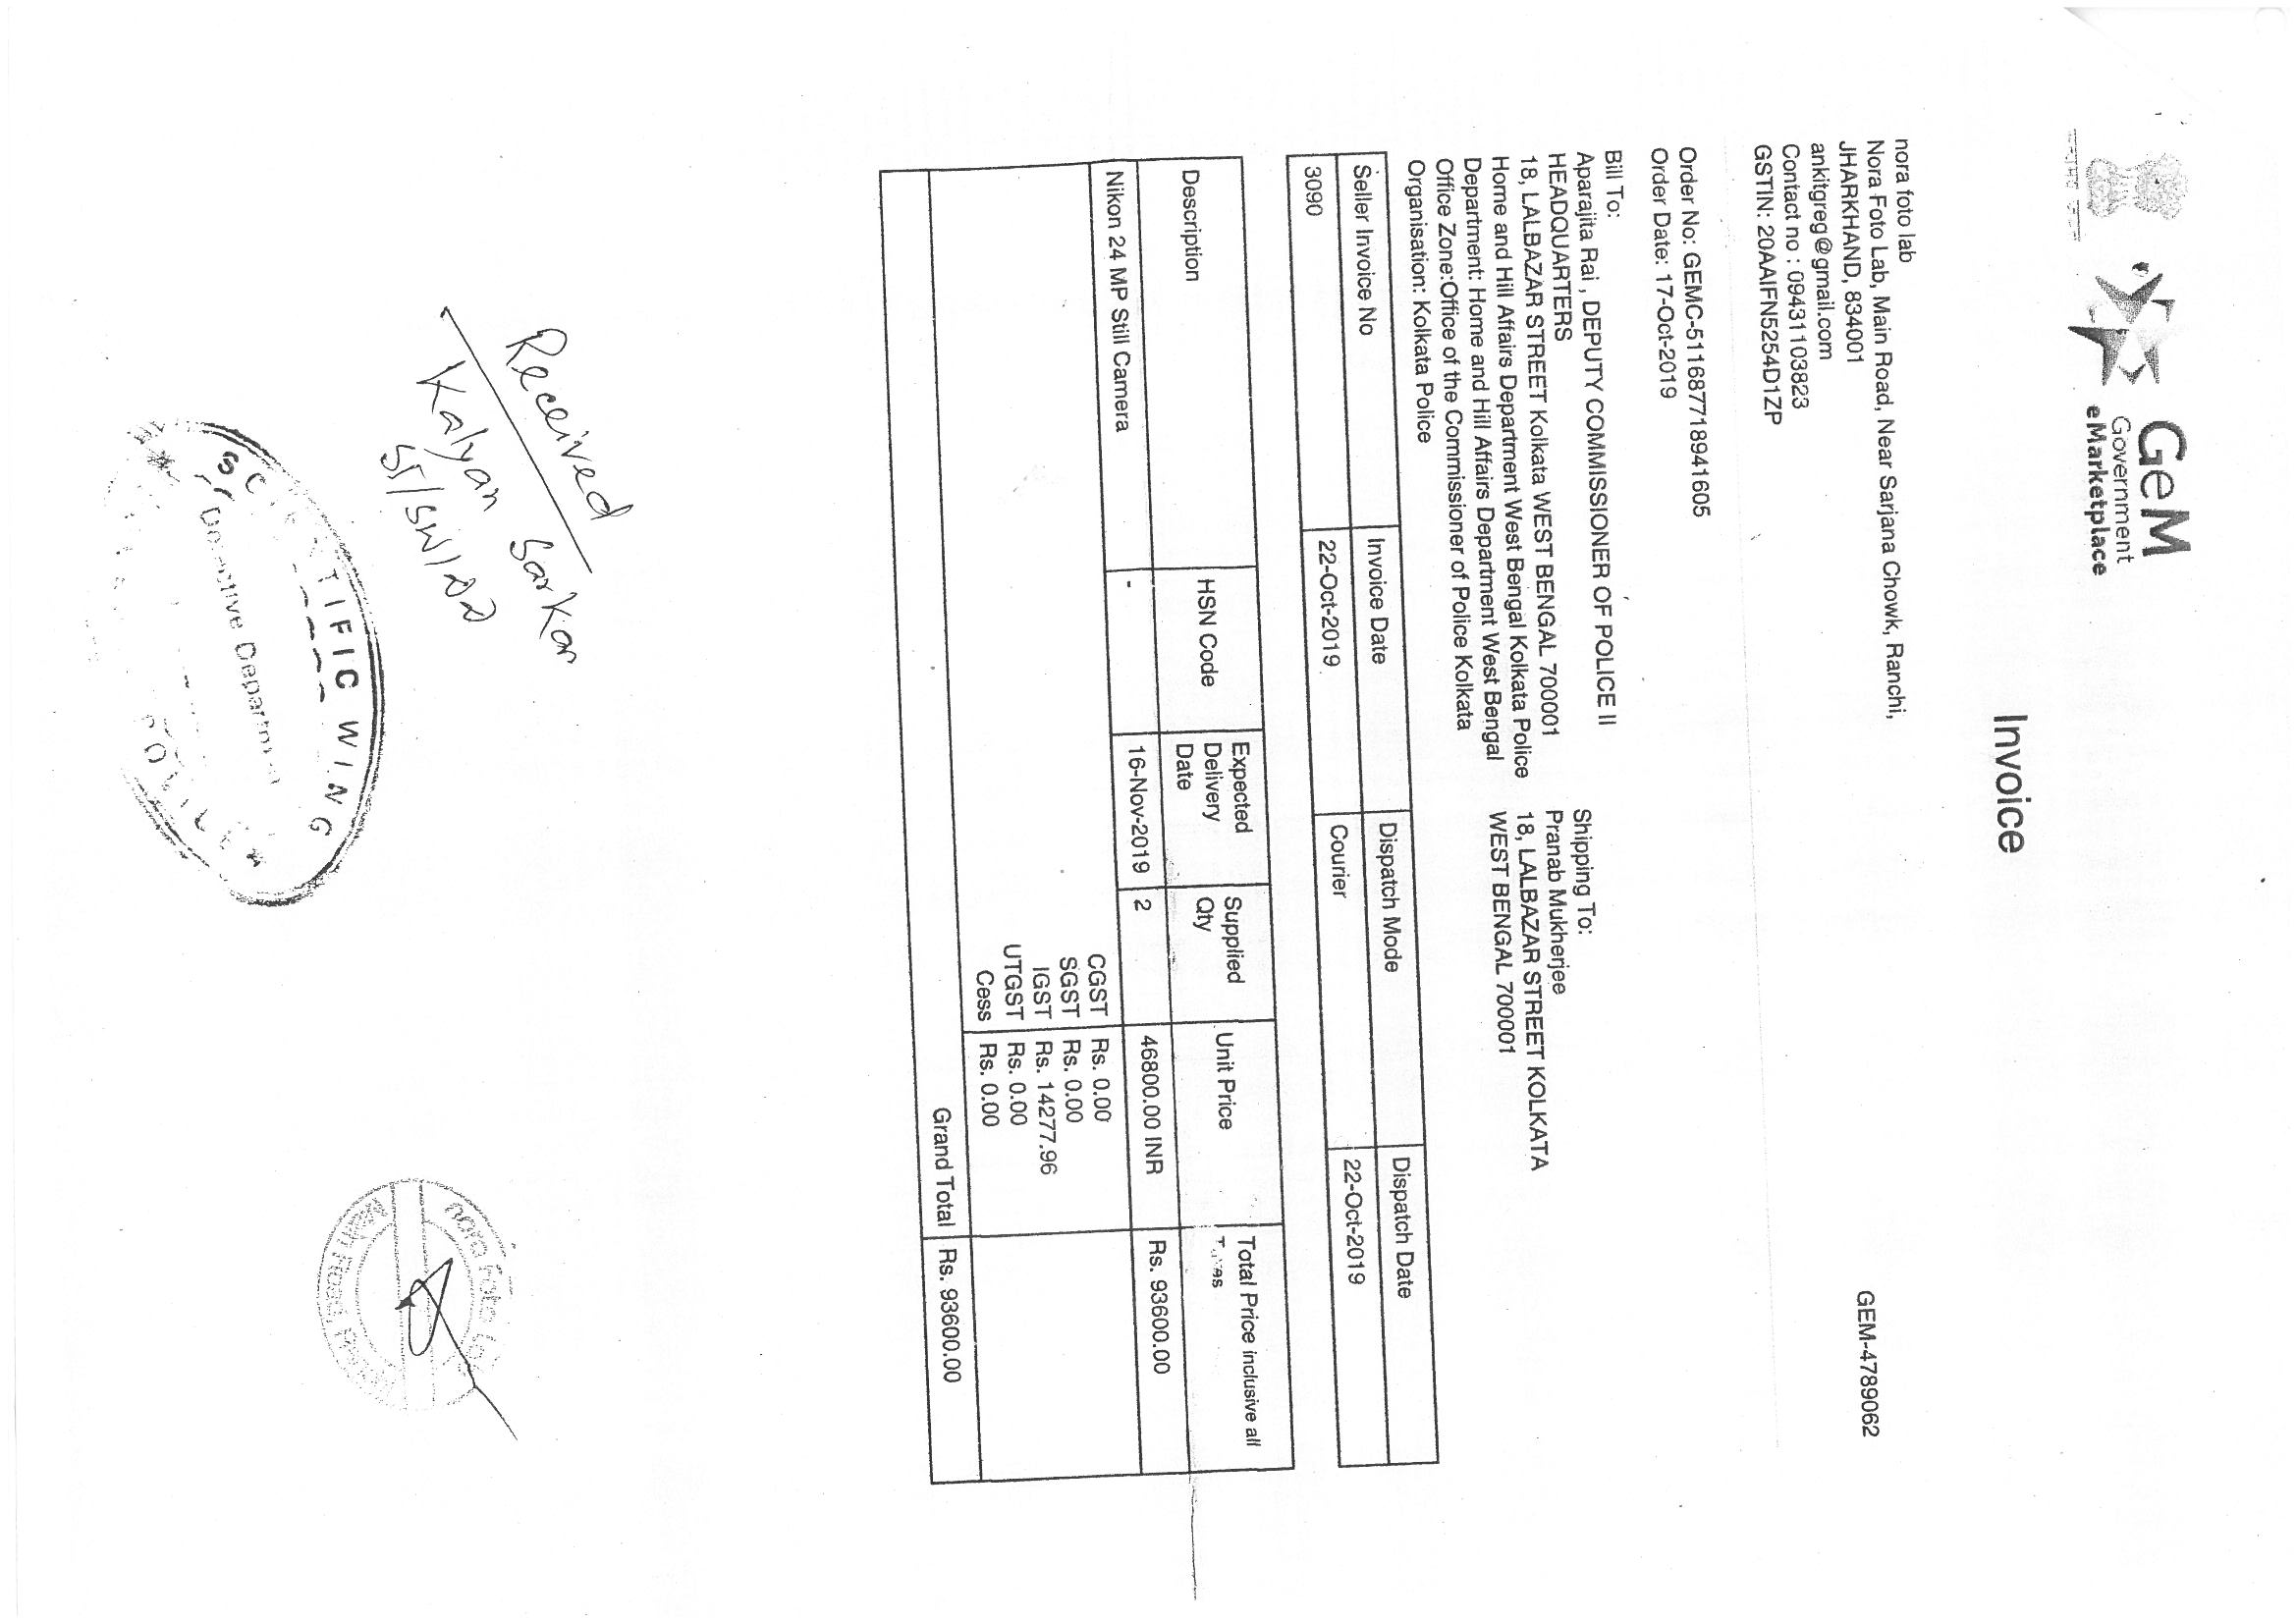 GeM
Government
eMarketplace
Invoice
GEM-4789062
nora foto lab
Nora Foto Lab, Main Road, Near Sarjana Chowk, Ranchi,
JHARKHAND, 834001
ankitgreg@gmail.com
Contact no : 09431103823
GSTIN: 20AAIFN5254D1ZP
Order No: GEMC-511687718941605
Order Date: 17-Oct-2019
Bill To:
Aparajita Rai , DEPUTY COMMISSIONER OF POLICE II
HEADQUARTERS
18, LALBAZAR STREET Kolkata WEST BENGAL 700001
Home and Hill Affairs Department West Bengal Kolkata Police
Department: Home and Hill Affairs Department West Bengal
Office Zone:Office of the Commissioner of Police Kolkata
Organisation: Kolkata Police
Shipping To:
Pranab Mukherjee
18, LALBAZAR STREET KOLKATA
WEST BENGAL 700001
Seller Invoice No Invoice Date Dispatch Mode Dispatch Date
3090 22-Oct-2019 Courier 22-Oct-2019
Description HSN Code Expected Delivery Date Supplied Qty Unit Price Total Price inclusive all Taxes
Nikon 24 MP Still Camera - 16-Nov-2019 2 46800.00 INR Rs. 93600.00
CGST Rs. 0.00
SGST Rs. 0.00
IGST Rs. 14277.96
UTGST Rs. 0.00
Cess Rs. 0.00
Grand Total Rs. 93600.00
Received
Kalyan Sarkar
SI/SW/DD
SCIENTIFIC WING
Detective Department
POLICE
nora Foto Lab
Main Road, Ranchi